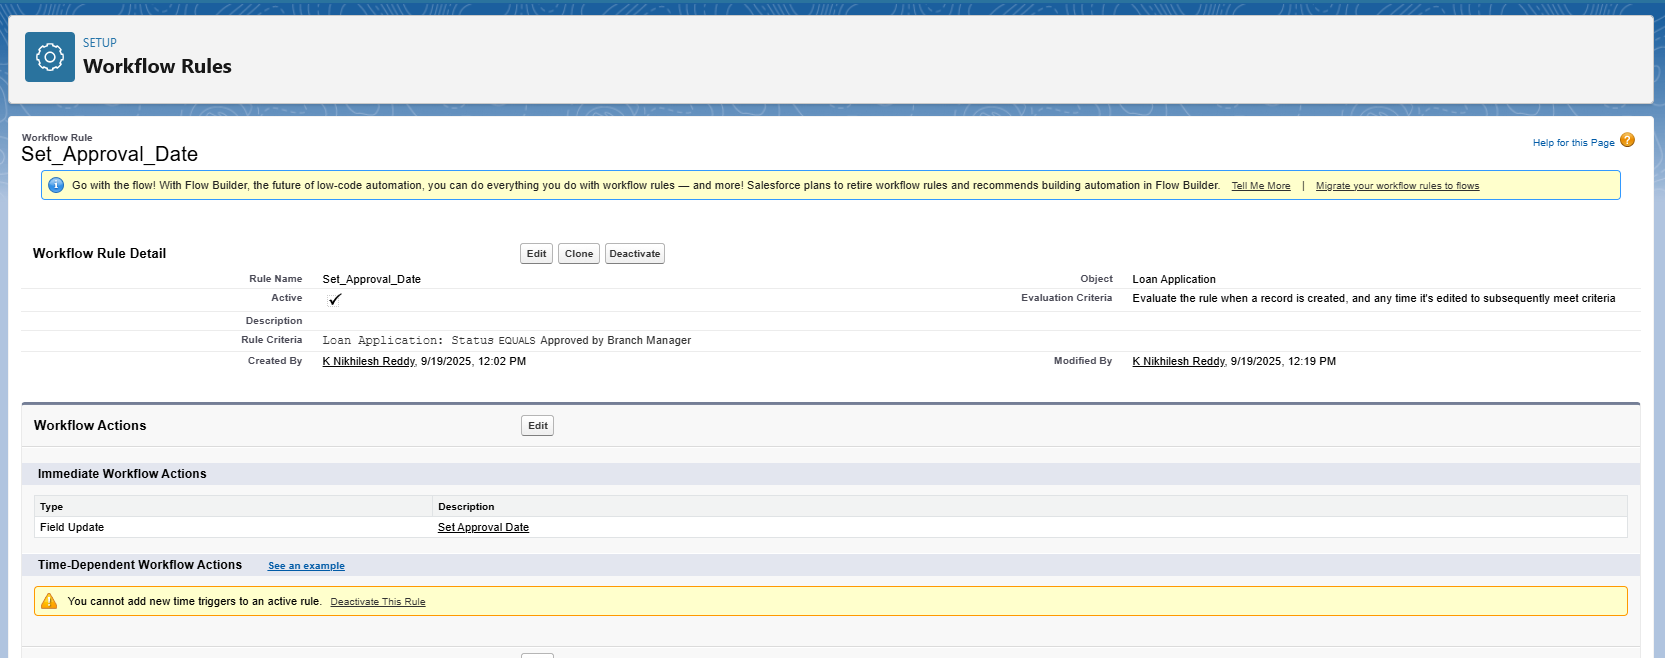 SETUP
Workflow Rules
Workflow Rule
Set_Approval_Date
Help for this Page ?
Go with the flow! With Flow Builder, the future of low-code automation, you can do everything you do with workflow rules — and more! Salesforce plans to retire workflow rules and recommends building automation in Flow Builder. Tell Me More | Migrate your workflow rules to flows
Workflow Rule Detail Edit Clone Deactivate
Rule Name Set_Approval_Date Object Loan Application
Active Evaluation Criteria Evaluate the rule when a record is created, and any time it's edited to subsequently meet criteria
Description
Rule Criteria Loan Application: Status EQUALS Approved by Branch Manager
Created By K Nikhilesh Reddy, 9/19/2025, 12:02 PM Modified By K Nikhilesh Reddy, 9/19/2025, 12:19 PM
Workflow Actions Edit
Immediate Workflow Actions
Type Description
Field Update Set Approval Date
Time-Dependent Workflow Actions See an example
You cannot add new time triggers to an active rule. Deactivate This Rule